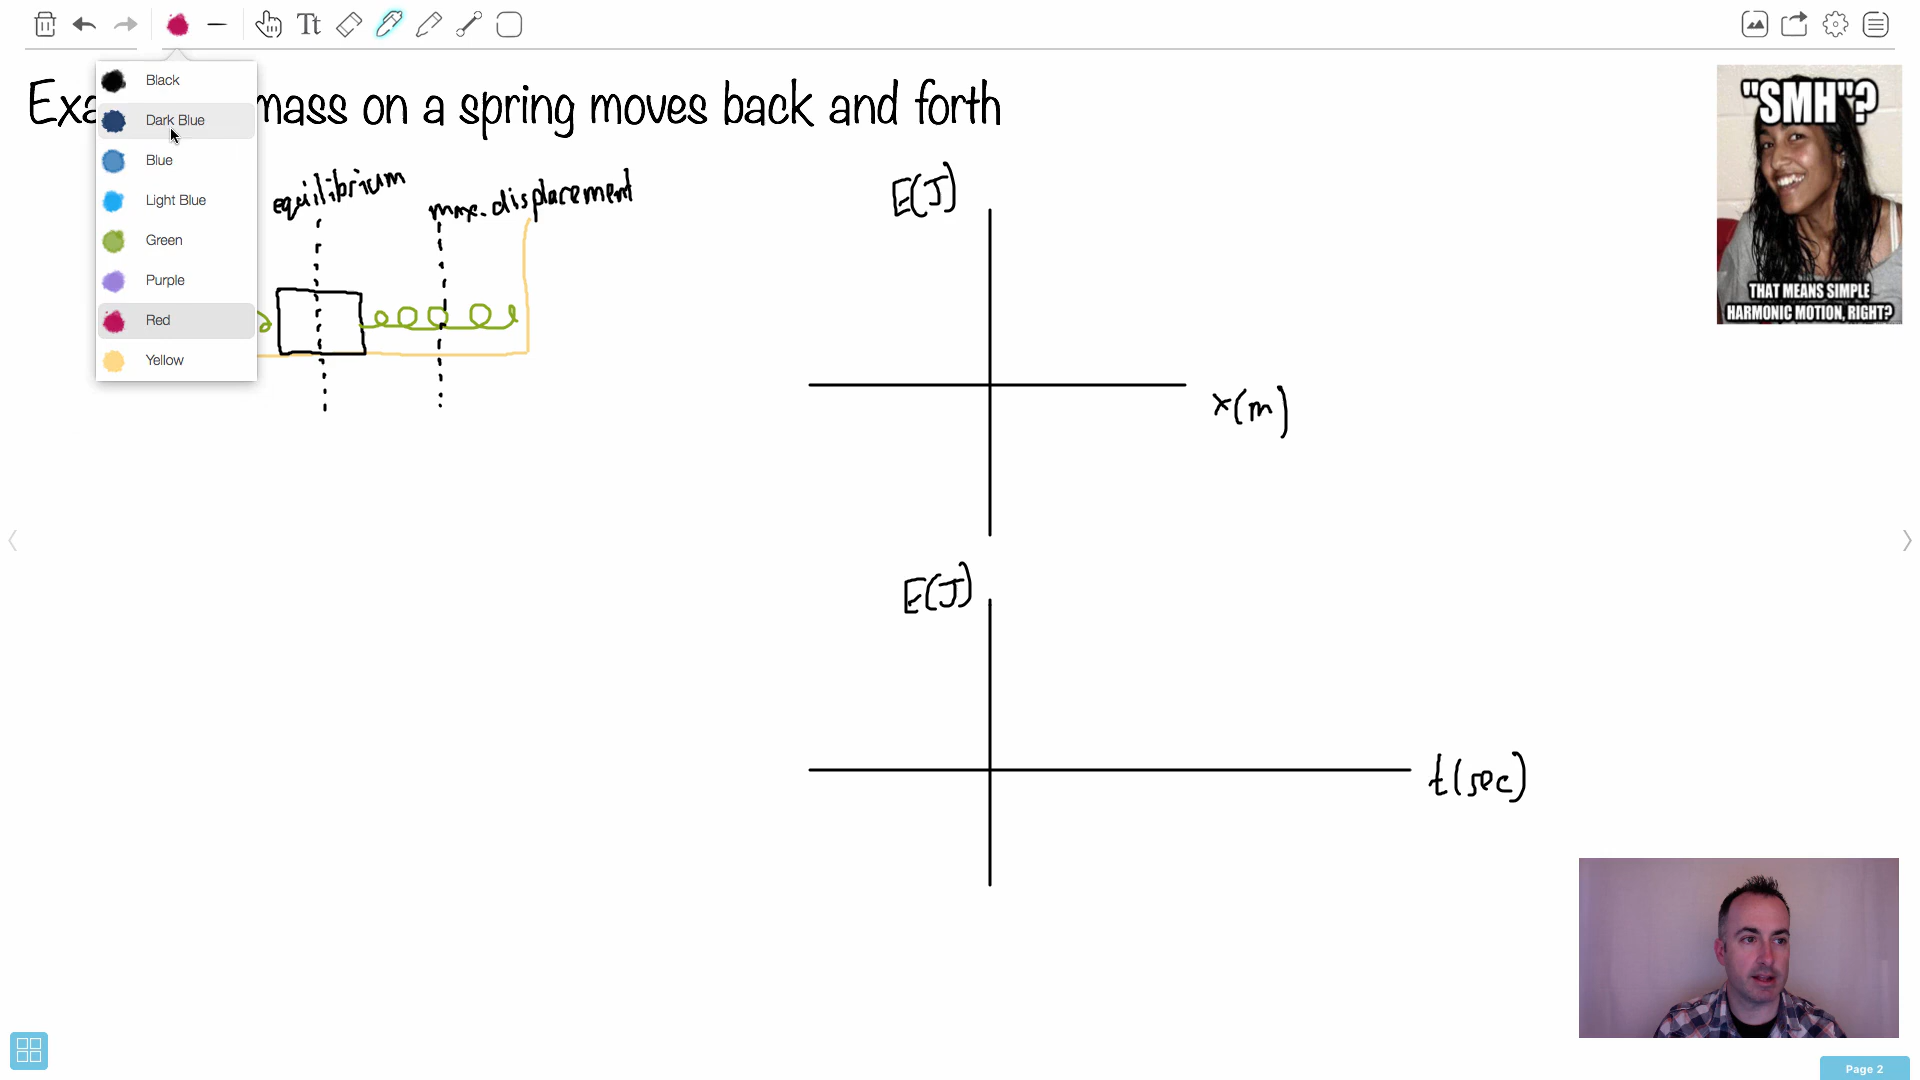 Tt
Exa mass on a spring moves back and forth
Black
Dark Blue
Blue
Light Blue
Green
Purple
Red
Yellow
equilibrium
max. displacement
E(J)
x(m)
E(J)
t(sec)
"SMH"?
THAT MEANS SIMPLE
HARMONIC MOTION, RIGHT?
Page 2